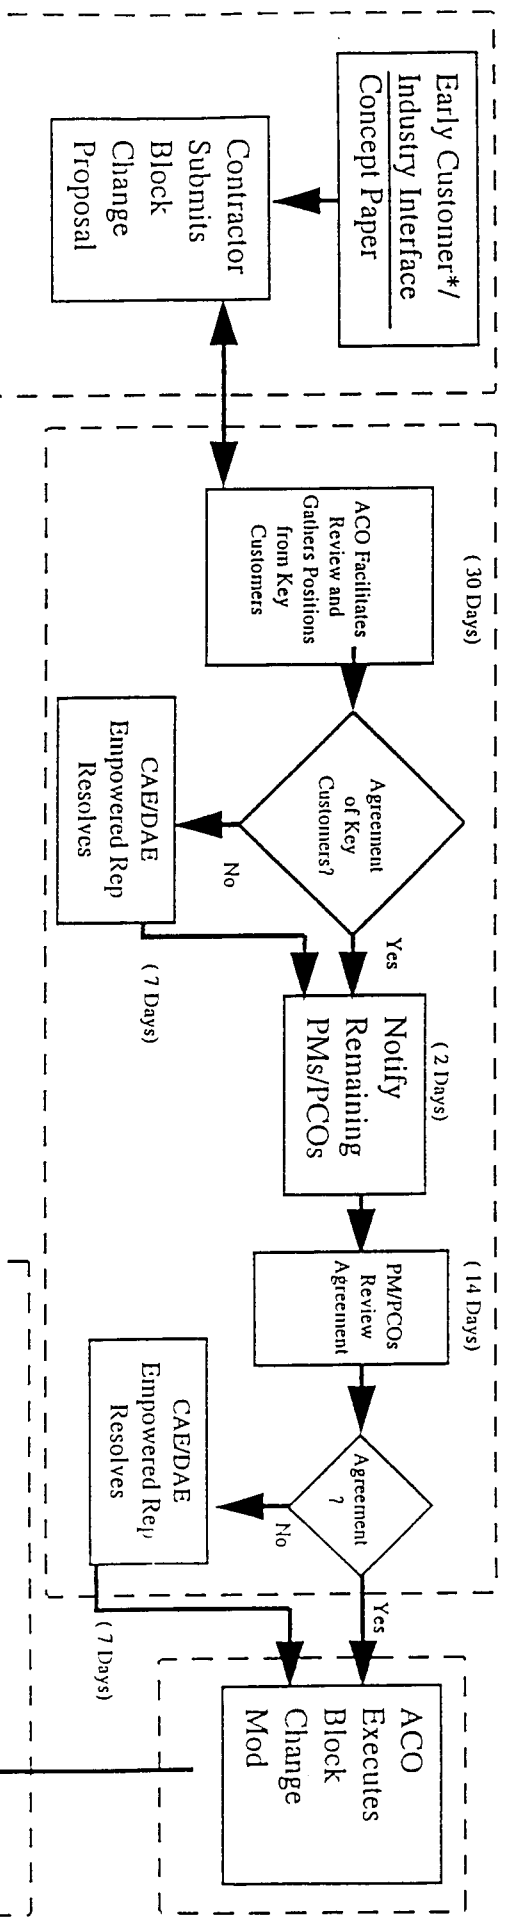 Early Customer*/
Industry Interface
Concept Paper
Contractor
Submits
Block
Change
Proposal
( 30 Days)
ACO Facilitates
Review and
Gathers Positions
from Key
Customers
Agreement
of Key
Customers?
No
Yes
CAE/DAE
Empowered Rep
Resolves
( 7 Days)
( 2 Days)
Notify
Remaining
PMs/PCOs
( 14 Days)
PM/PCOs
Review
Agreement
Agreement
?
No
Yes
CAE/DAE
Empowered Rep
Resolves
( 7 Days)
ACO
Executes
Block
Change
Mod